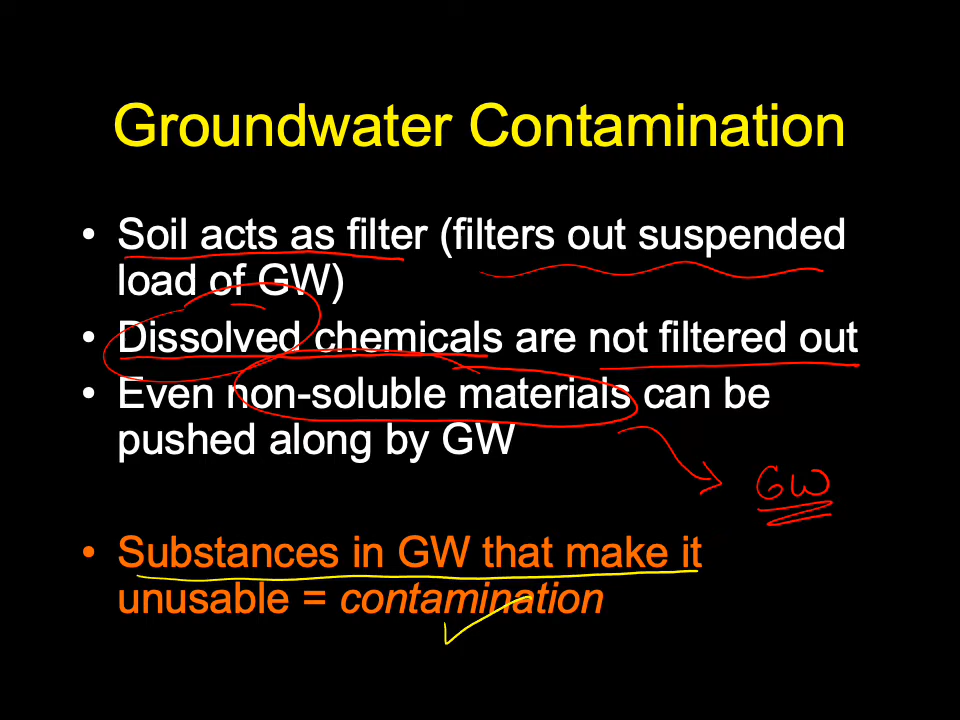 Groundwater Contamination
• Soil acts as filter (filters out suspended
load of GW)
• Dissolved chemicals are not filtered out
• Even non-soluble materials can be
pushed along by GW
GW
• Substances in GW that make it
unusable = contamination